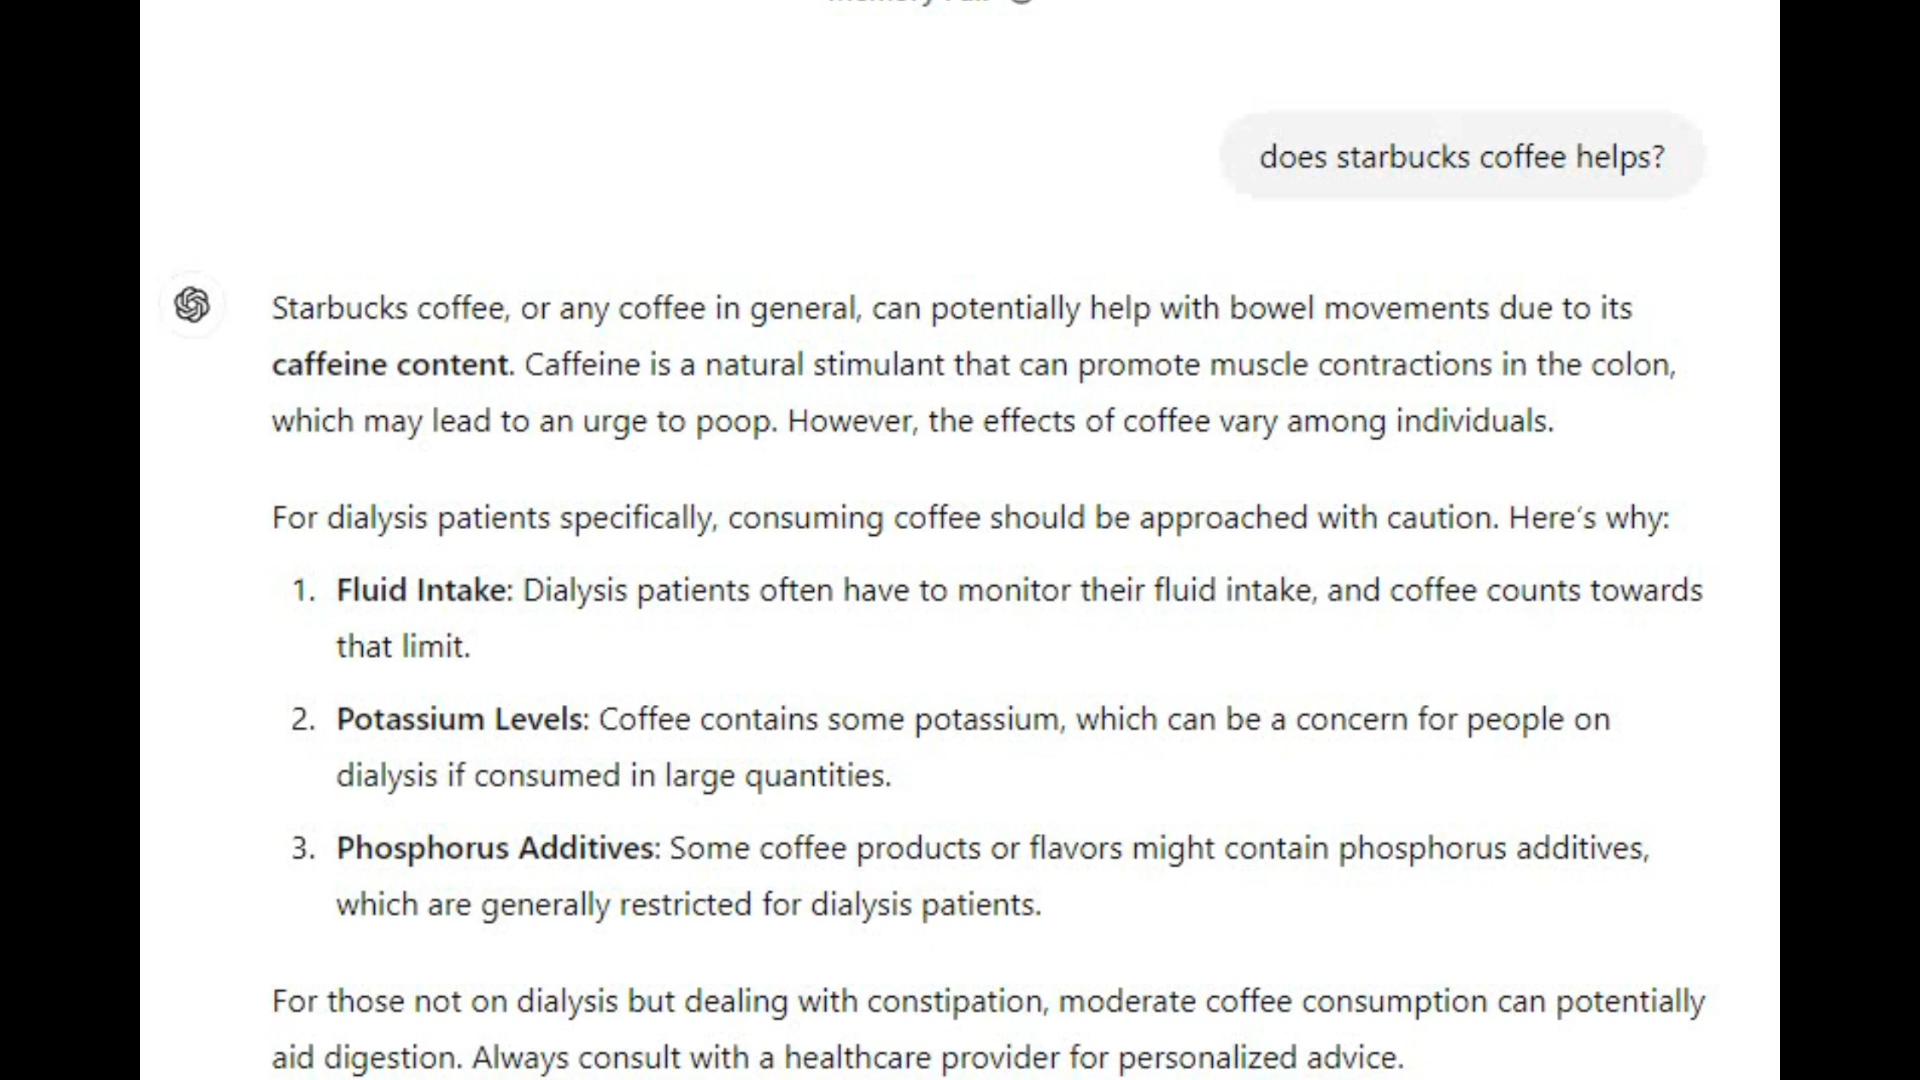 does starbucks coffee helps?
Starbucks coffee, or any coffee in general, can potentially help with bowel movements due to its
caffeine content. Caffeine is a natural stimulant that can promote muscle contractions in the colon,
which may lead to an urge to poop. However, the effects of coffee vary among individuals.
For dialysis patients specifically, consuming coffee should be approached with caution. Here's why:
1. Fluid Intake: Dialysis patients often have to monitor their fluid intake, and coffee counts towards
that limit.
2. Potassium Levels: Coffee contains some potassium, which can be a concern for people on
dialysis if consumed in large quantities.
3. Phosphorus Additives: Some coffee products or flavors might contain phosphorus additives,
which are generally restricted for dialysis patients.
For those not on dialysis but dealing with constipation, moderate coffee consumption can potentially
aid digestion. Always consult with a healthcare provider for personalized advice.